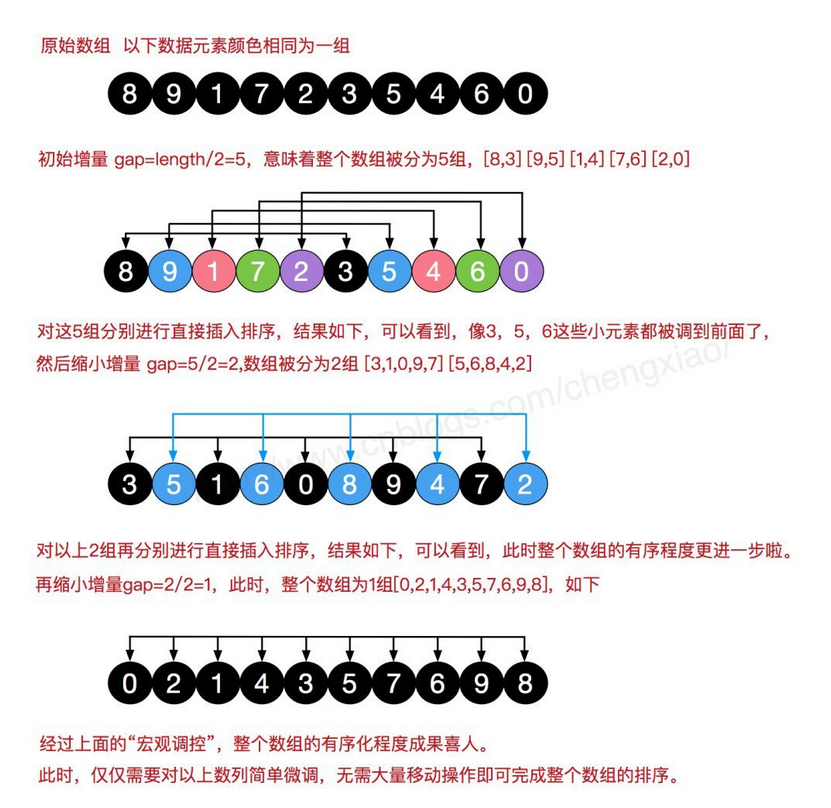 原始数组 以下数据元素颜色相同为一组
8 9 1 7 2 3 5 4 6 0
初始增量 gap=length/2=5，意味着整个数组被分为5组，[8,3][9,5][1,4][7,6][2,0]
8 9 1 7 2 3 5 4 6 0
对这5组分别进行直接插入排序，结果如下，可以看到，像3，5，6这些小元素都被调到前面了，
然后缩小增量 gap=5/2=2,数组被分为2组 [3,1,0,9,7][5,6,8,4,2]
www.cnblogs.com/chengxiao/
3 5 1 6 0 8 9 4 7 2
对以上2组再分别进行直接插入排序，结果如下，可以看到，此时整个数组的有序程度更进一步啦。
再缩小增量gap=2/2=1，此时，整个数组为1组[0,2,1,4,3,5,7,6,9,8]，如下
0 2 1 4 3 5 7 6 9 8
经过上面的“宏观调控”，整个数组的有序化程度成果喜人。
此时，仅仅需要对以上数列简单微调，无需大量移动操作即可完成整个数组的排序。